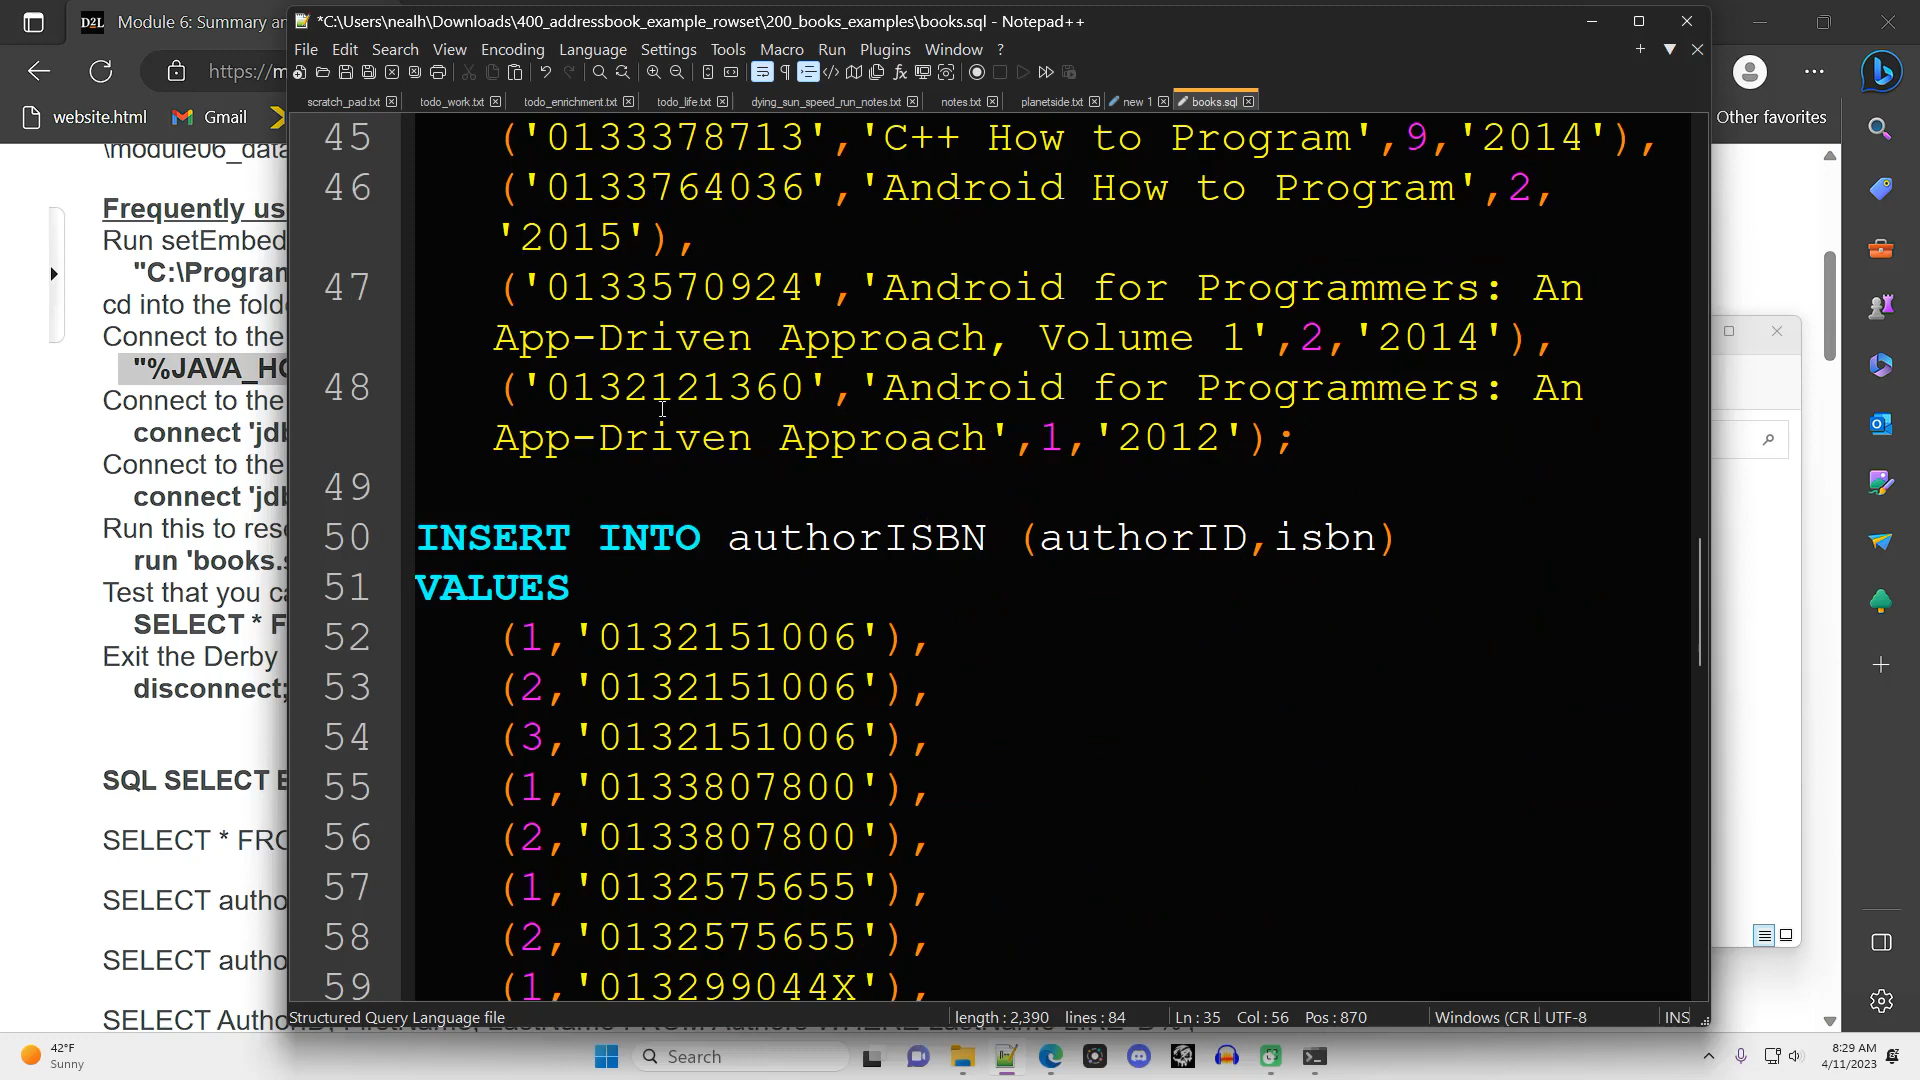 *C:\Users\nealh\Downloads\400_addressbook_example_rowset\200_books_examples\books.sql - Notepad++
D2L Module 6: Summary an
https://m
website.html
Gmail
Other favorites
File Edit Search View Encoding Language Settings Tools Macro Run Plugins Window ?
scratch_pad.txt todo_work.txt todo_enrichment.txt todo_life.txt dying_sun_speed_run_notes.txt notes.txt planetside.txt new 1 books.sql
45 ('0133378713','C++ How to Program',9,'2014'),
46 ('0133764036','Android How to Program',2,
'2015'),
47 ('0133570924','Android for Programmers: An
App-Driven Approach, Volume 1',2,'2014'),
48 ('0132121360','Android for Programmers: An
App-Driven Approach',1,'2012');
49
50 INSERT INTO authorISBN (authorID,isbn)
51 VALUES
52 (1,'0132151006'),
53 (2,'0132151006'),
54 (3,'0132151006'),
55 (1,'0133807800'),
56 (2,'0133807800'),
57 (1,'0132575655'),
58 (2,'0132575655'),
59 (1,'013299044X'),
Structured Query Language file length : 2,390 lines : 84 Ln : 35 Col : 56 Pos : 870 Windows (CR L UTF-8 INS
\module06_data
Frequently us
Run setEmbed
"C:\Program
cd into the folde
Connect to the
"%JAVA_HO
Connect to the
connect 'jdb
Connect to the
connect 'jdb
Run this to rese
run 'books.s
Test that you ca
SELECT * F
Exit the Derby
disconnect;
SQL SELECT E
SELECT * FRO
SELECT autho
SELECT autho
42°F
Sunny
Search
8:29 AM
4/11/2023